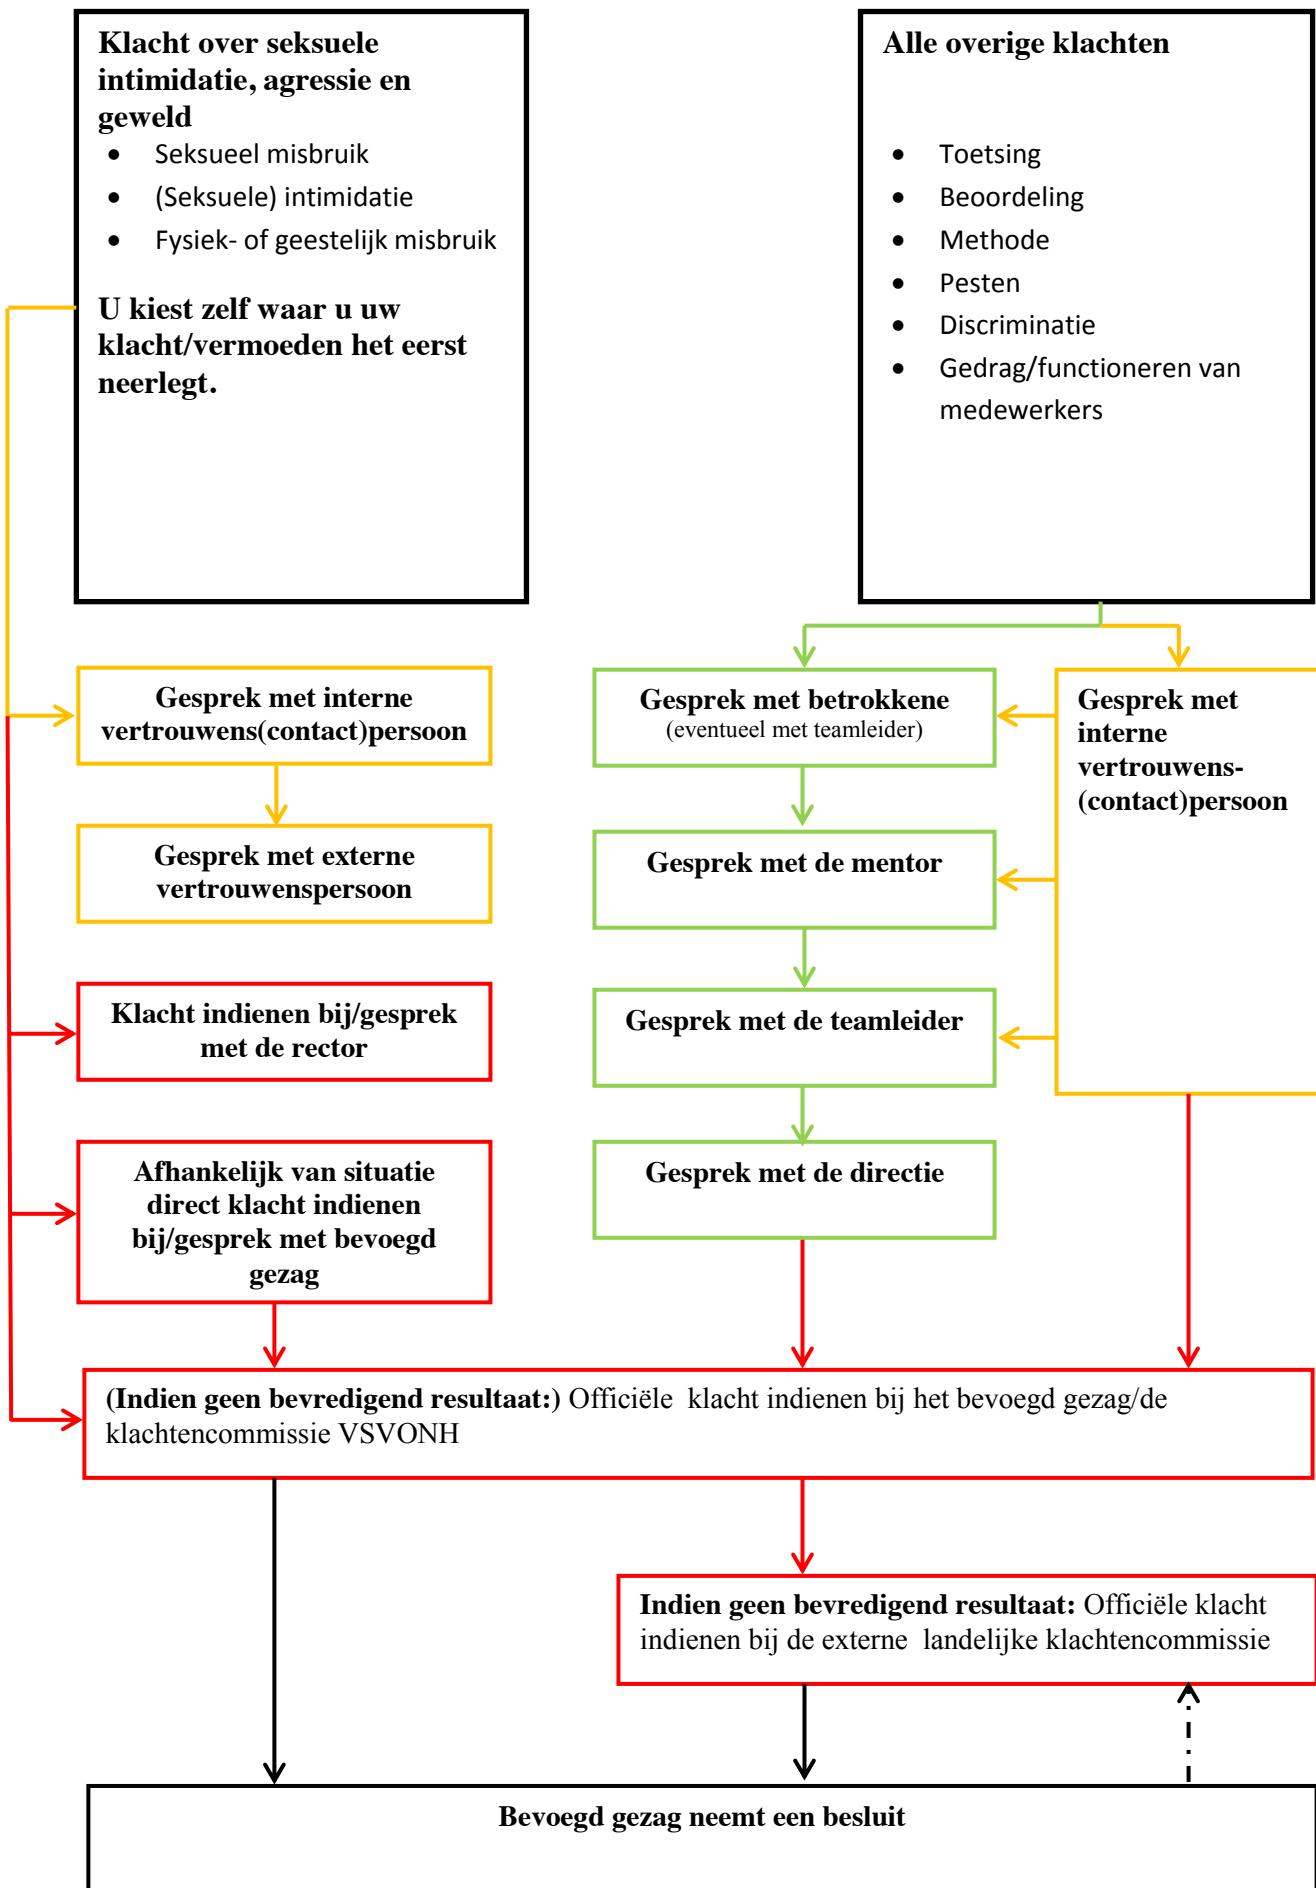 Klacht over seksuele
intimidatie, agressie en
geweld
• Seksueel misbruik
• (Seksuele) intimidatie
• Fysiek- of geestelijk misbruik
U kiest zelf waar u uw
klacht/vermoeden het eerst
neerlegt.
Alle overige klachten
• Toetsing
• Beoordeling
• Methode
• Pesten
• Discriminatie
• Gedrag/functioneren van
medewerkers
Gesprek met interne
vertrouwens(contact)persoon
Gesprek met externe
vertrouwenspersoon
Klacht indienen bij/gesprek
met de rector
Afhankelijk van situatie
direct klacht indienen
bij/gesprek met bevoegd
gezag
Gesprek met betrokkene
(eventueel met teamleider)
Gesprek met de mentor
Gesprek met de teamleider
Gesprek met de directie
Gesprek met
interne
vertrouwens-
(contact)persoon
(Indien geen bevredigend resultaat:) Officiële  klacht indienen bij het bevoegd gezag/de
klachtencommissie VSVONH
Indien geen bevredigend resultaat: Officiële klacht
indienen bij de externe  landelijke klachtencommissie
Bevoegd gezag neemt een besluit